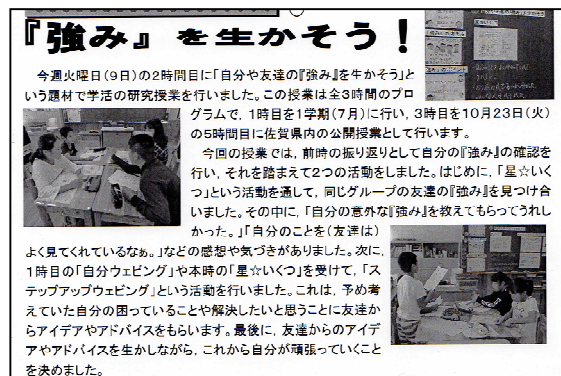 『強み』を生かそう！
今週火曜日(9日)の2時間目に「自分や友達の『強み』を生かそう」と
いう題材で学活の研究授業を行いました。この授業は全3時間のプロ
グラムで，1時目を1学期(7月)に行い，3時目を10月23日(火)
の5時間目に佐賀県内の公開授業として行います。
今回の授業では，前時の振り返りとして自分の『強み』の確認を
行い，それを踏まえて2つの活動をしました。はじめに，「星☆いく
つ」という活動を通して，同じグループの友達の『強み』を見つけ合
いました。その中に，「自分の意外な『強み』を教えてもらってうれし
かった。」「自分のことを(友達は)
よく見てくれているなぁ。」などの感想や気づきがありました。次に，
1時目の「自分ウェビング」や本時の「星☆いくつ」を受けて，「ス
テップアップウェビング」という活動を行いました。これは，予め考
えていた自分の困っていることや解決したいと思うことに友達か
らアイデアやアドバイスをもらいます。最後に，友達からのアイデ
アやアドバイスを生かしながら，これから自分が頑張っていくこと
を決めました。